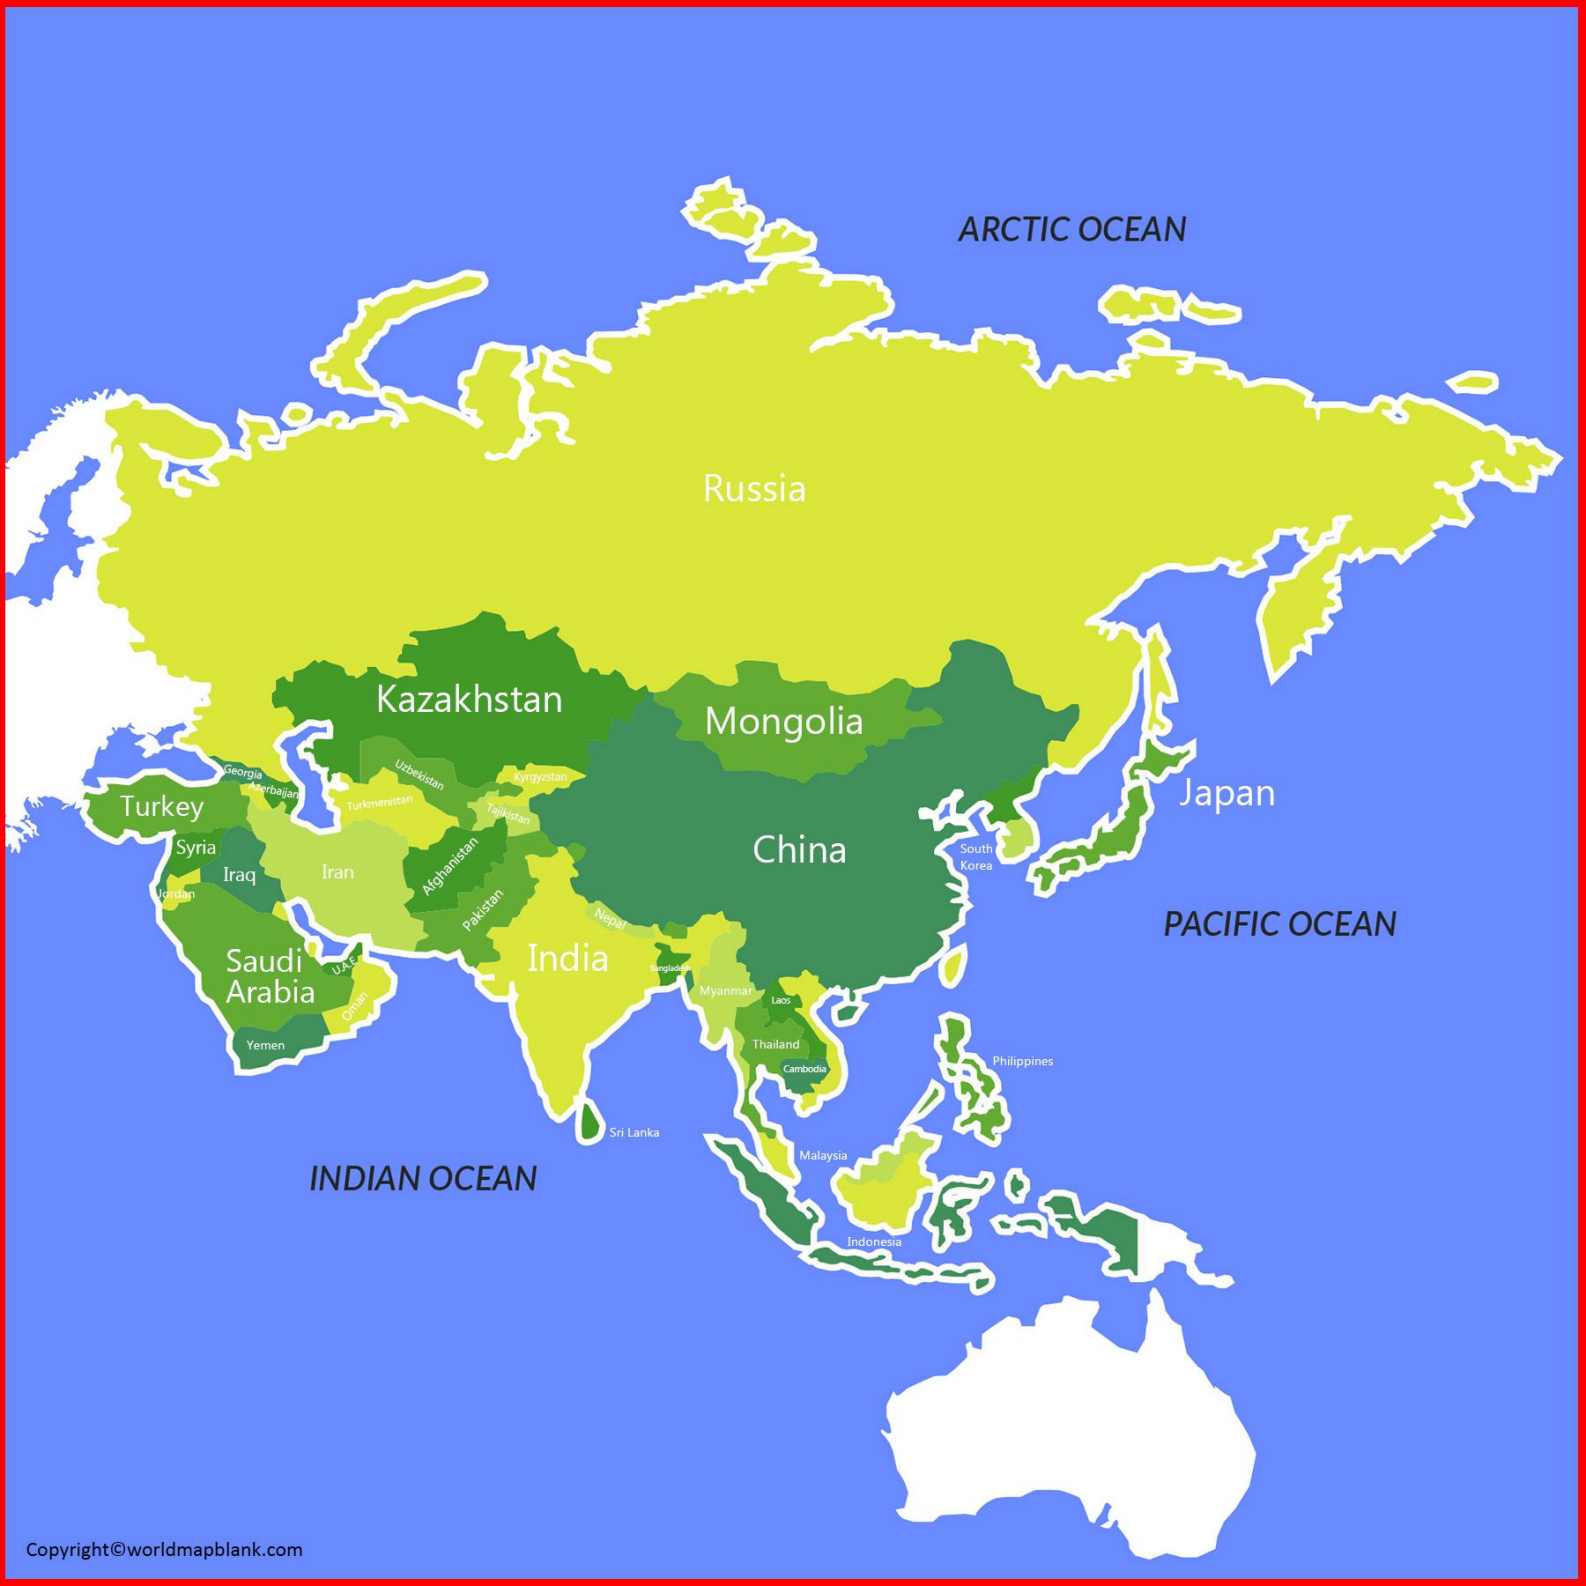 ARCTIC OCEAN
Russia
Kazakhstan
Mongolia
Uzbekistan
Kyrgyzstan
Georgia
Azerbaijan
Turkmenistan
Tajikistan
Turkey
Japan
Syria
China
South
Korea
Iraq
Iran
Afghanistan
Jordan
Pakistan
Nepal
PACIFIC OCEAN
Saudi
Arabia
U.A.E
India
Bangladesh
Oman
Myanmar
Laos
Yemen
Thailand
Cambodia
Philippines
Sri Lanka
Malaysia
INDIAN OCEAN
Indonesia
Copyright©worldmapblank.com